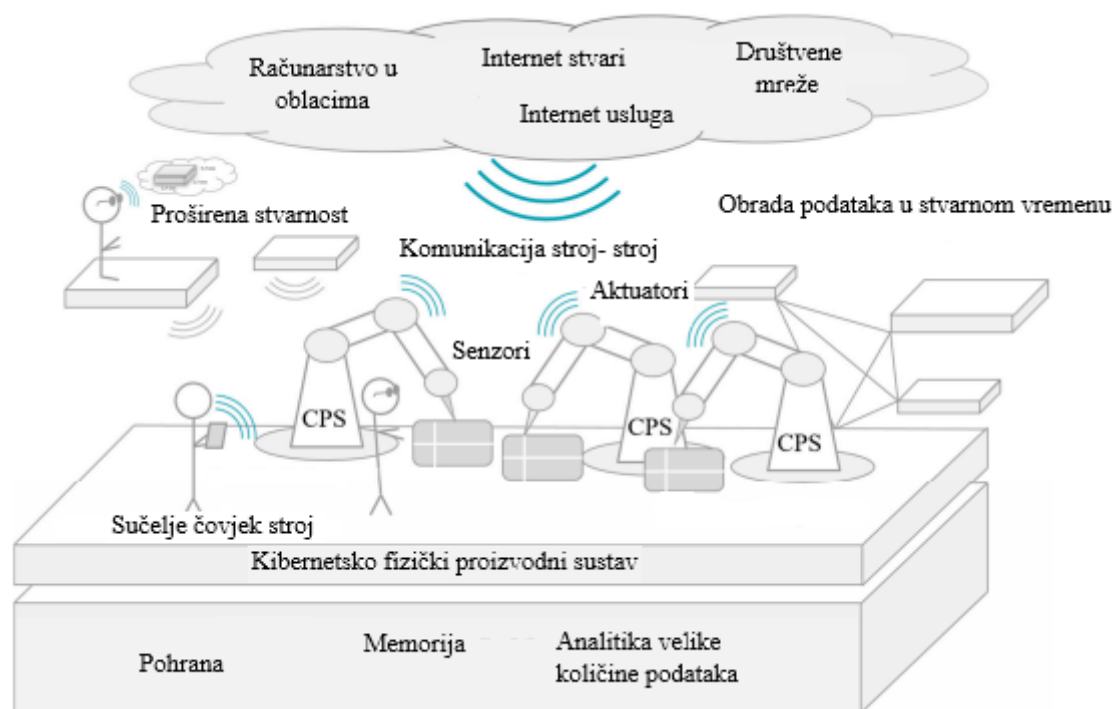 Računarstvo u
oblacima
Internet stvari
Društvene
mreže
Internet usluga
Proširena stvarnost
Obrada podataka u stvarnom vremenu
Komunikacija stroj- stroj
Aktuatori
Senzori
CPS
CPS
CPS
Sučelje čovjek stroj
Kibernetsko fizički proizvodni sustav
Pohrana
Memorija
Analitika velike
količine podataka